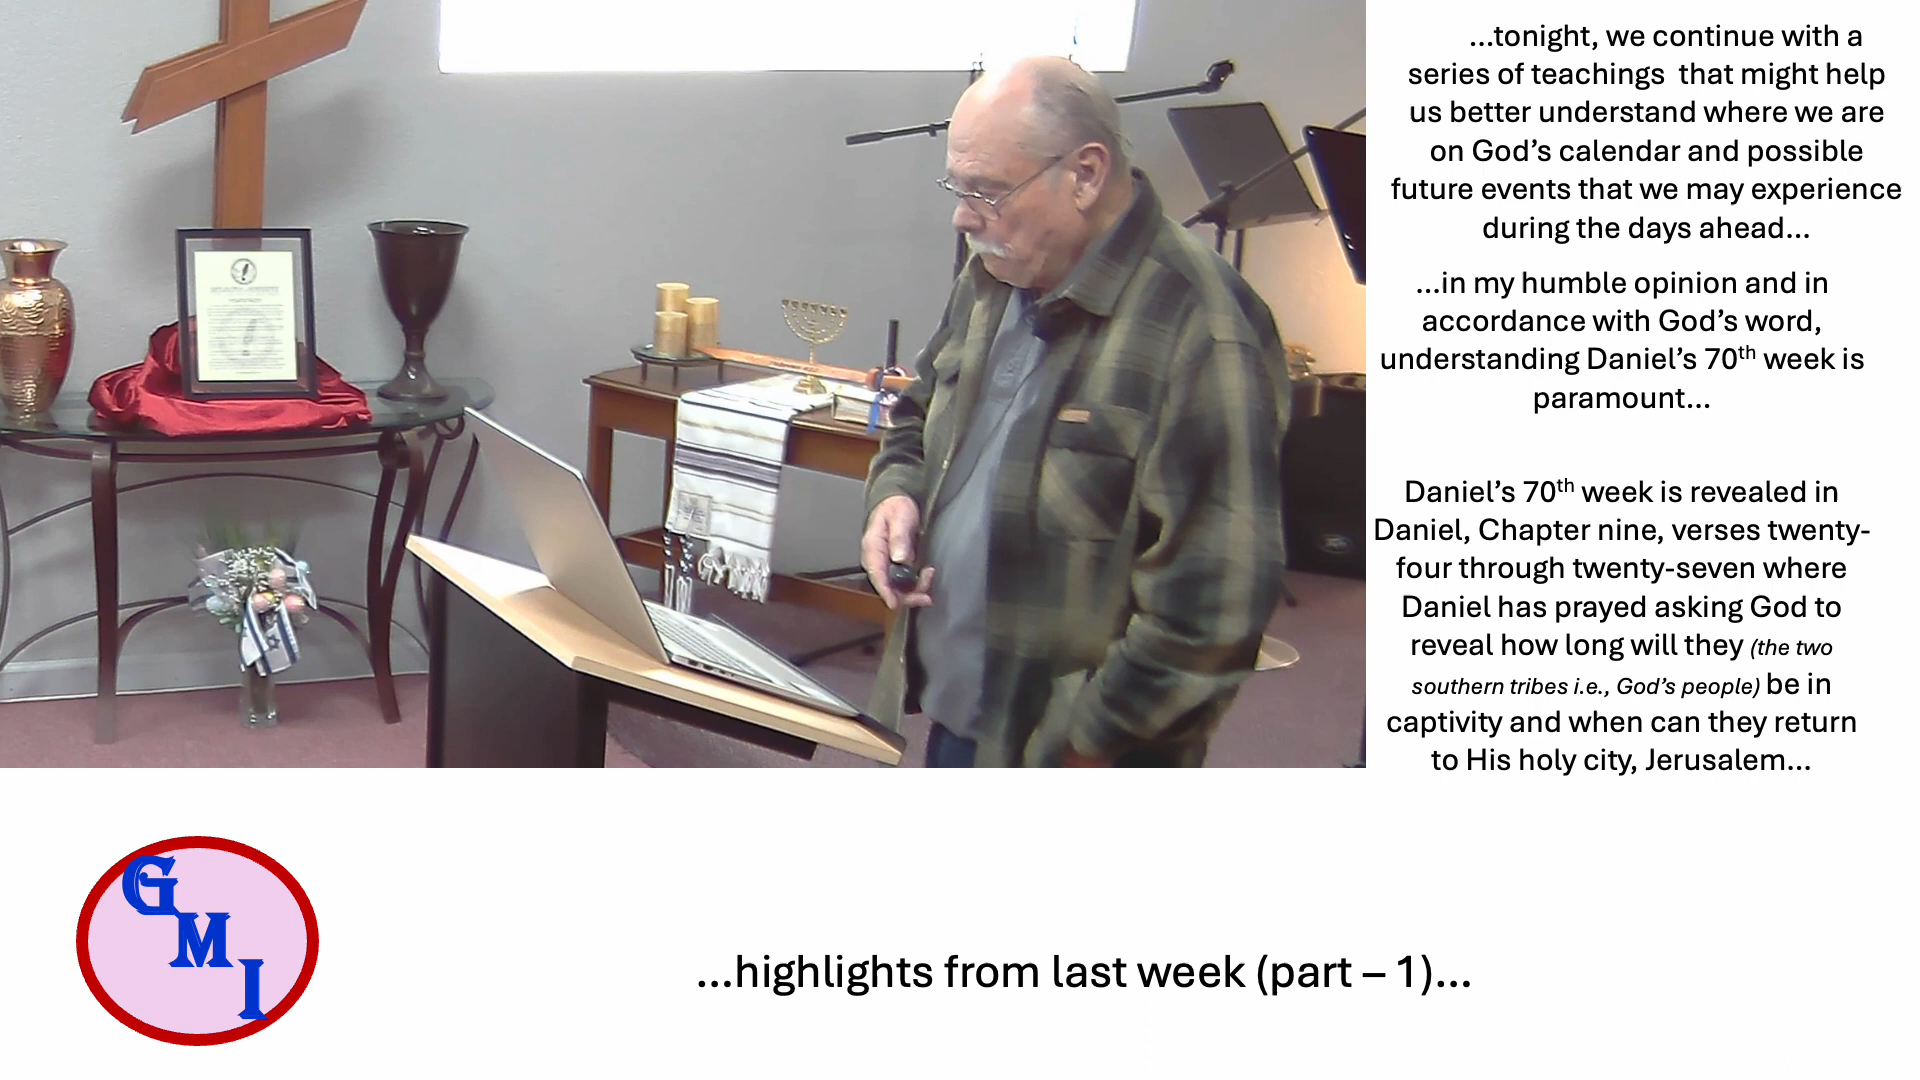 ...tonight, we continue with a
series of teachings that might help
us better understand where we are
on God's calendar and possible
future events that we may experience
during the days ahead...
...in my humble opinion and in
accordance with God's word,
understanding Daniel's 70th week is
paramount...
Daniel's 70th week is revealed in
Daniel, Chapter nine, verses twenty-
four through twenty-seven where
Daniel has prayed asking God to
reveal how long will they (the two
southern tribes i.e., God's people) be in
captivity and when can they return
to His holy city, Jerusalem...
GMI
...highlights from last week (part – 1)...